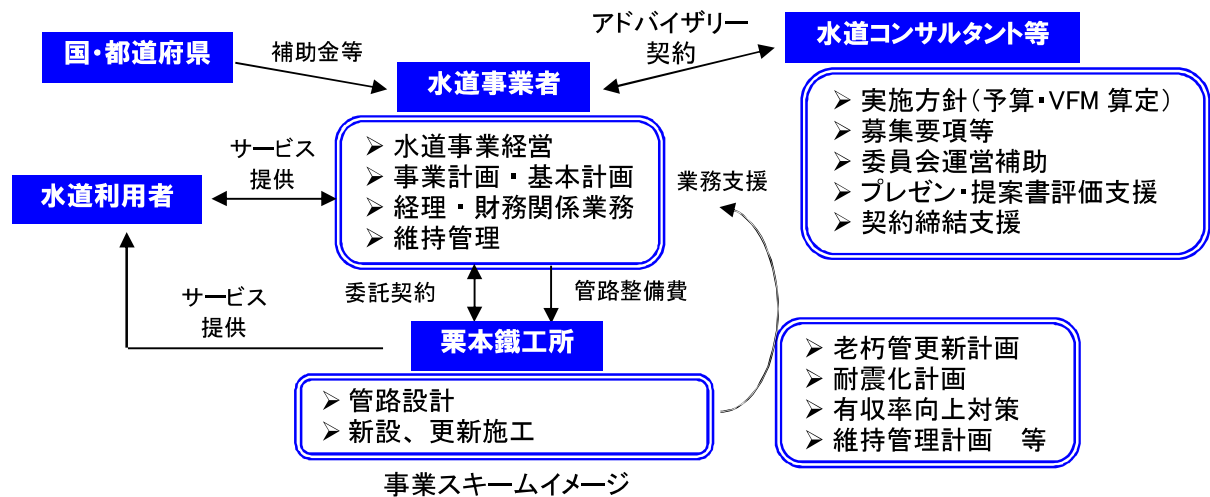 国・都道府県
補助金等
アドバイザリー
契約
水道コンサルタント等
水道事業者
➢ 実施方針（予算・VFM 算定）
➢ 募集要項等
➢ 委員会運営補助
➢ プレゼン・提案書評価支援
➢ 契約締結支援
サービス
提供
水道利用者
➢ 水道事業経営
➢ 事業計画・基本計画
➢ 経理・財務関係業務
➢ 維持管理
業務支援
サービス
提供
委託契約
管路整備費
栗本鐵工所
➢ 管路設計
➢ 新設、更新施工
➢ 老朽管更新計画
➢ 耐震化計画
➢ 有収率向上対策
➢ 維持管理計画　等
事業スキームイメージ